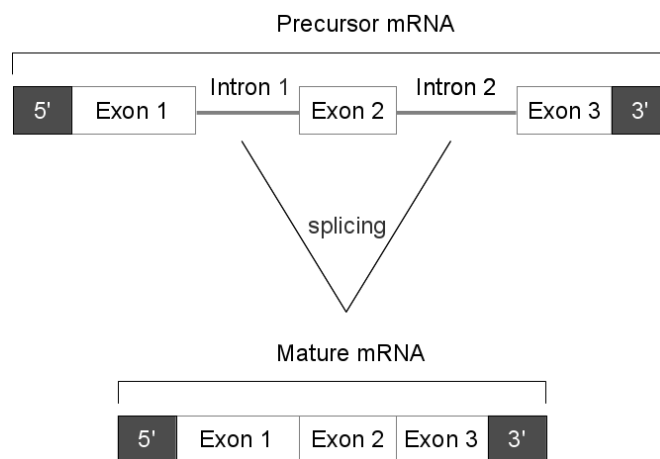 Precursor mRNA
Intron 1 Intron 2
5' Exon 1 Exon 2 Exon 3 3'
splicing
Mature mRNA
5' Exon 1 Exon 2 Exon 3 3'